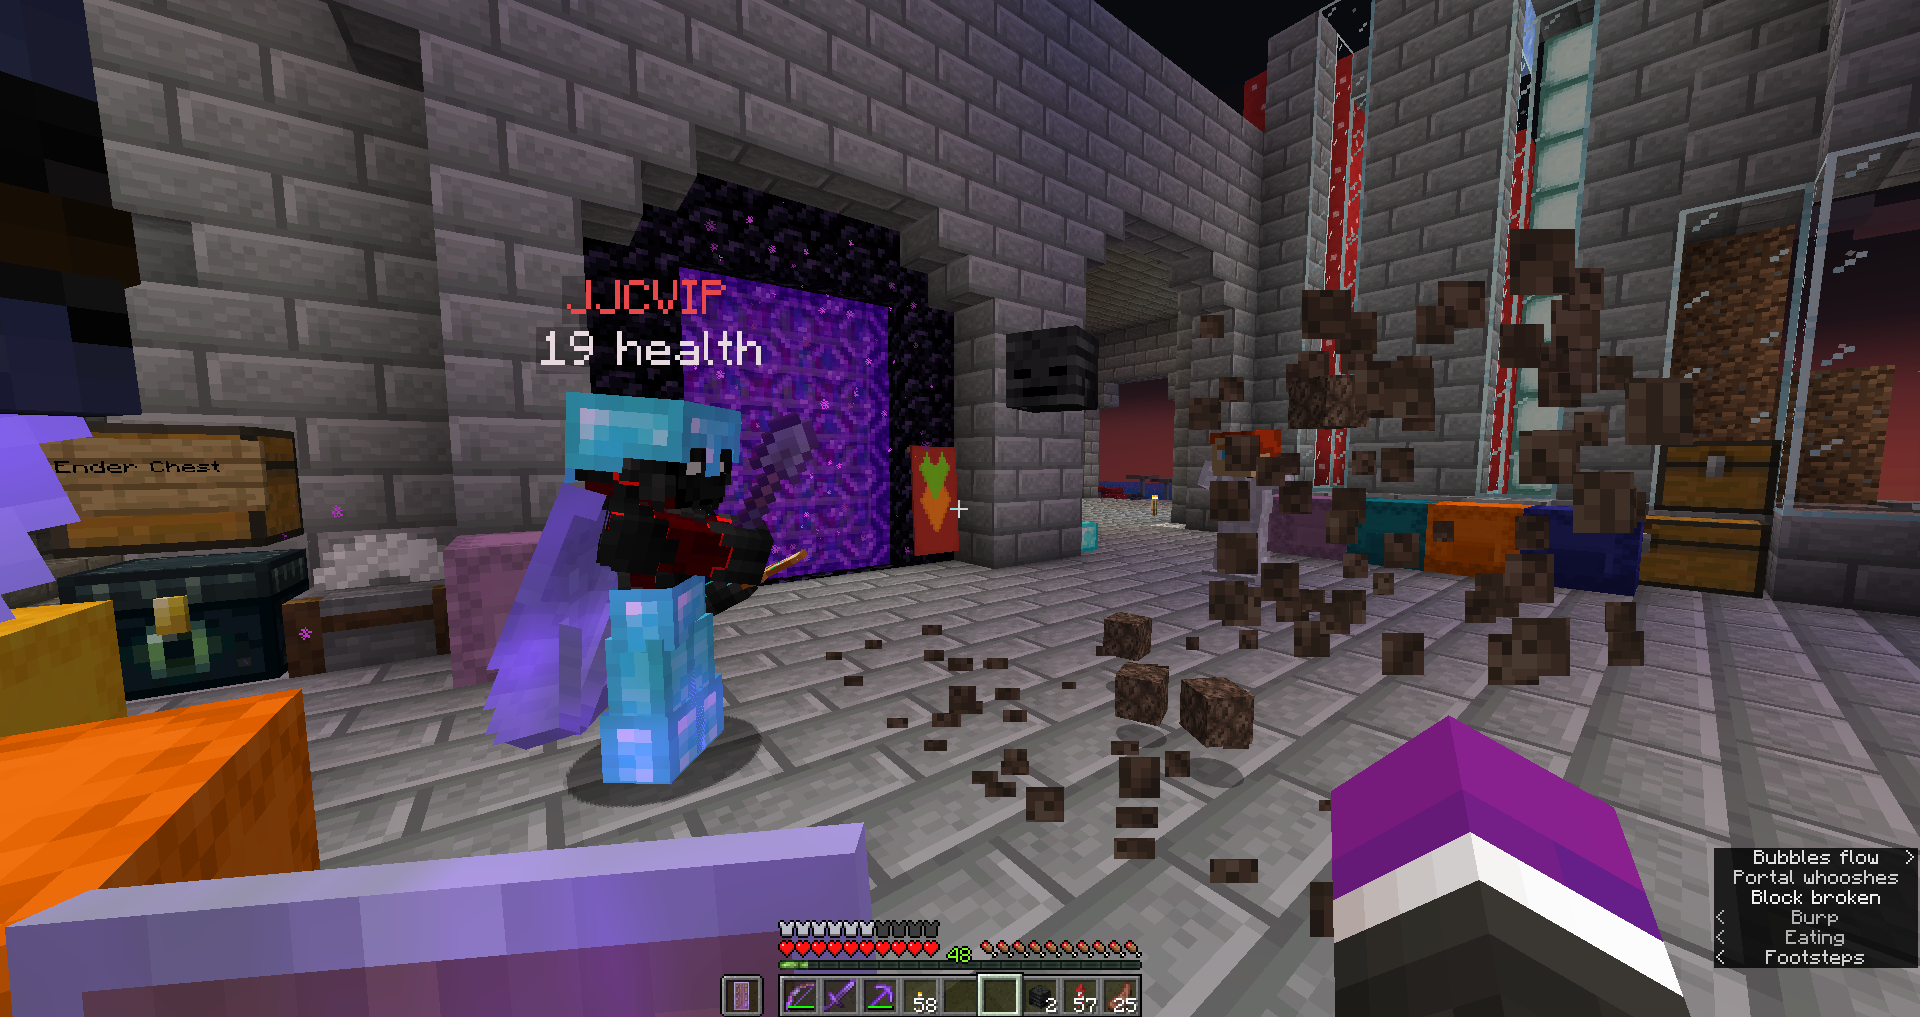 JJCVIP
19 health
Ender Chest
Bubbles flow >
Portal whooshes
Block broken
< Burp
< Eating
< Footsteps
48
58
2
57
25